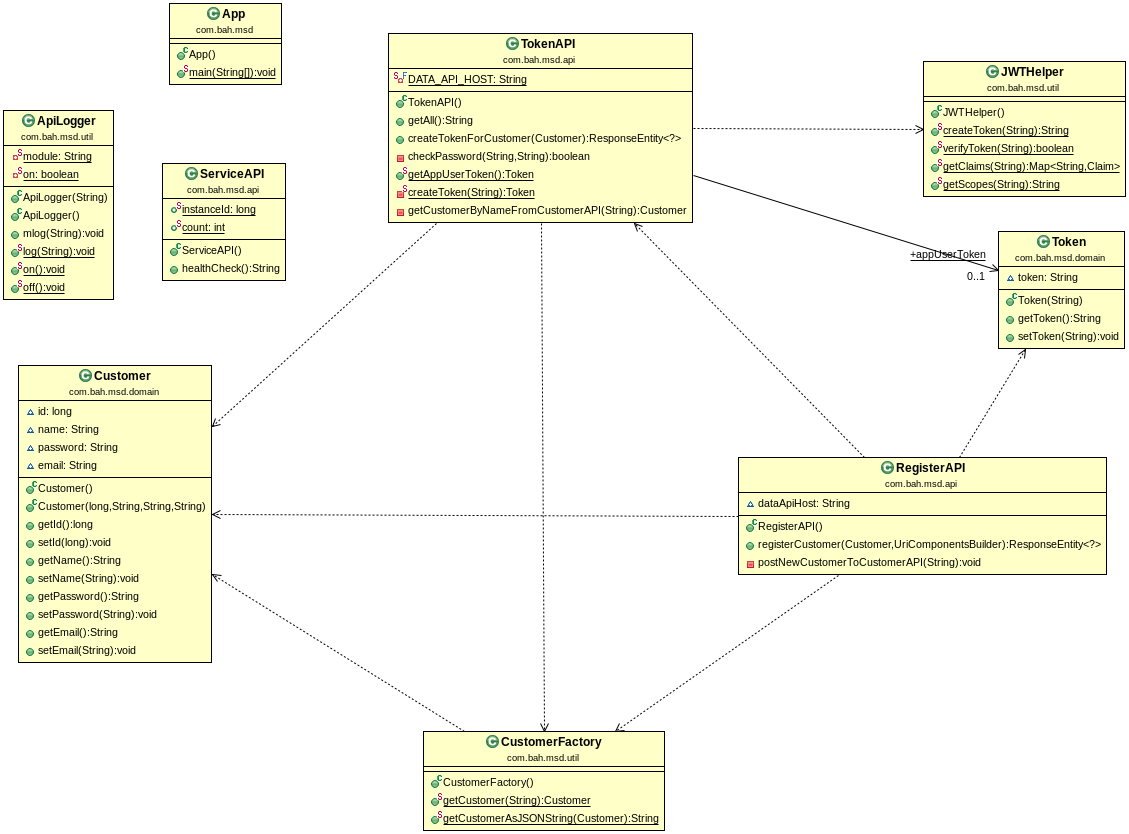 App
com.bah.msd
App()
main(String[]):void
TokenAPI
com.bah.msd.api
DATA_API_HOST: String
TokenAPI()
getAll():String
createTokenForCustomer(Customer):ResponseEntity<?>
checkPassword(String,String):boolean
getAppUserToken():Token
createToken(String):Token
getCustomerByNameFromCustomerAPI(String):Customer
JWTHelper
com.bah.msd.util
JWTHelper()
createToken(String):String
verifyToken(String):boolean
getClaims(String):Map<String,Claim>
getScopes(String):String
ApiLogger
com.bah.msd.util
module: String
on: boolean
ApiLogger(String)
ApiLogger()
mlog(String):void
log(String):void
on():void
off():void
ServiceAPI
com.bah.msd.api
instanceId: long
count: int
ServiceAPI()
healthCheck():String
+appUserToken
0..1
Token
com.bah.msd.domain
token: String
Token(String)
getToken():String
setToken(String):void
Customer
com.bah.msd.domain
id: long
name: String
password: String
email: String
Customer()
Customer(long,String,String,String)
getId():long
setId(long):void
getName():String
setName(String):void
getPassword():String
setPassword(String):void
getEmail():String
setEmail(String):void
RegisterAPI
com.bah.msd.api
dataApiHost: String
RegisterAPI()
registerCustomer(Customer,UriComponentsBuilder):ResponseEntity<?>
postNewCustomerToCustomerAPI(String):void
CustomerFactory
com.bah.msd.util
CustomerFactory()
getCustomer(String):Customer
getCustomerAsJSONString(Customer):String